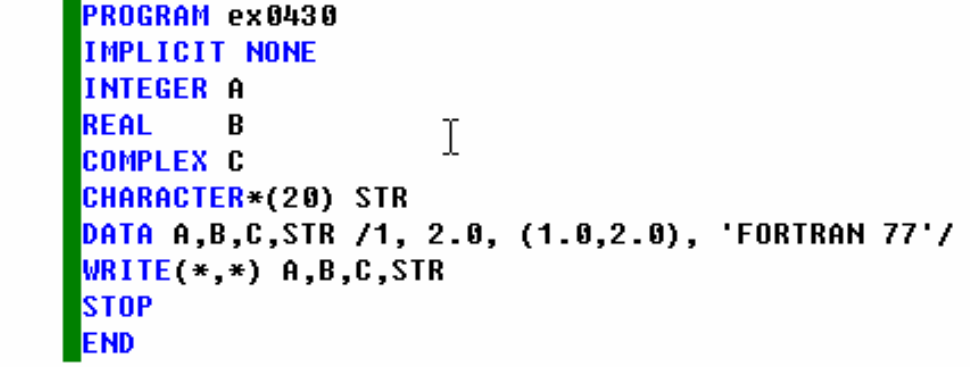 PROGRAM ex0430
IMPLICIT NONE
INTEGER A
REAL    B
COMPLEX C
CHARACTER*(20) STR
DATA A,B,C,STR /1, 2.0, (1.0,2.0), 'FORTRAN 77'/
WRITE(*,*) A,B,C,STR
STOP
END